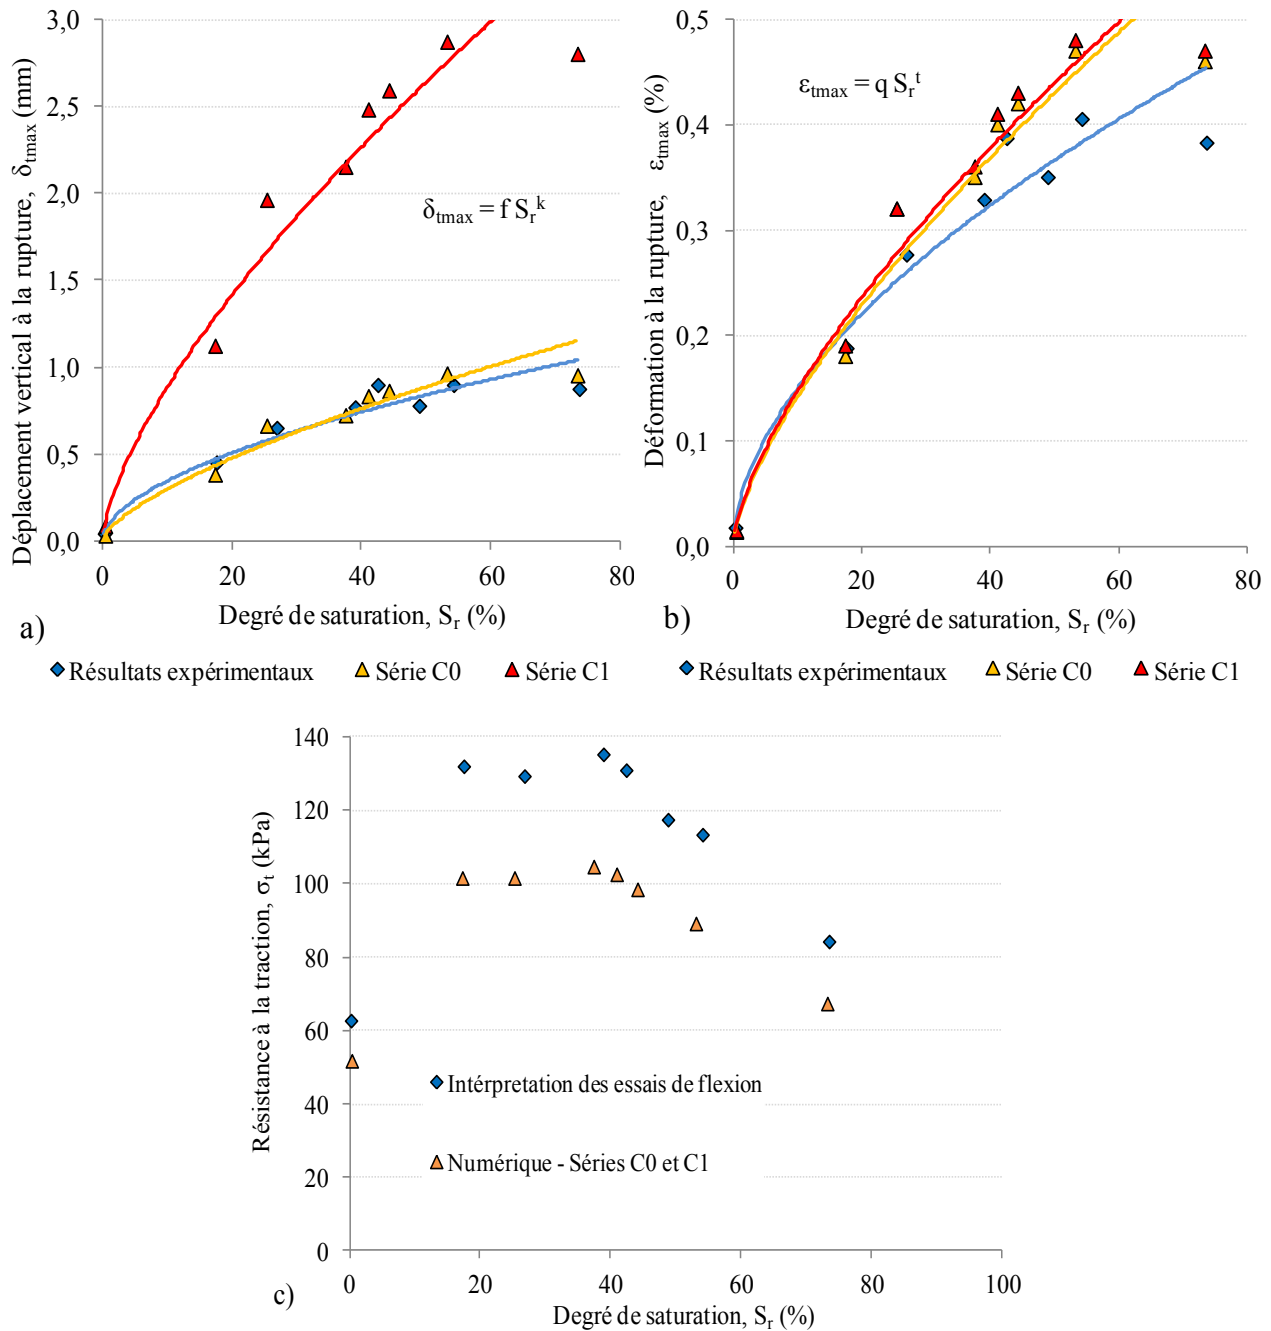 3,0
2,5
2,0
1,5
1,0
0,5
0,0
0
20
40
60
80
Déplacement vertical à la rupture, δtmax (mm)
δtmax = f Sr^k
Degré de saturation, Sr (%)
a)
0,5
0,4
0,3
0,2
0,1
0,0
0
20
40
60
80
Déformation à la rupture, εtmax (%)
εtmax = q Sr^t
Degré de saturation, Sr (%)
b)
Résultats expérimentaux
Série C0
Série C1
Résultats expérimentaux
Série C0
Série C1
140
120
100
80
60
40
20
0
0
20
40
60
80
100
Résistance à la traction, σt (kPa)
Intérpretation des essais de flexion
Numérique - Séries C0 et C1
Degré de saturation, Sr (%)
c)